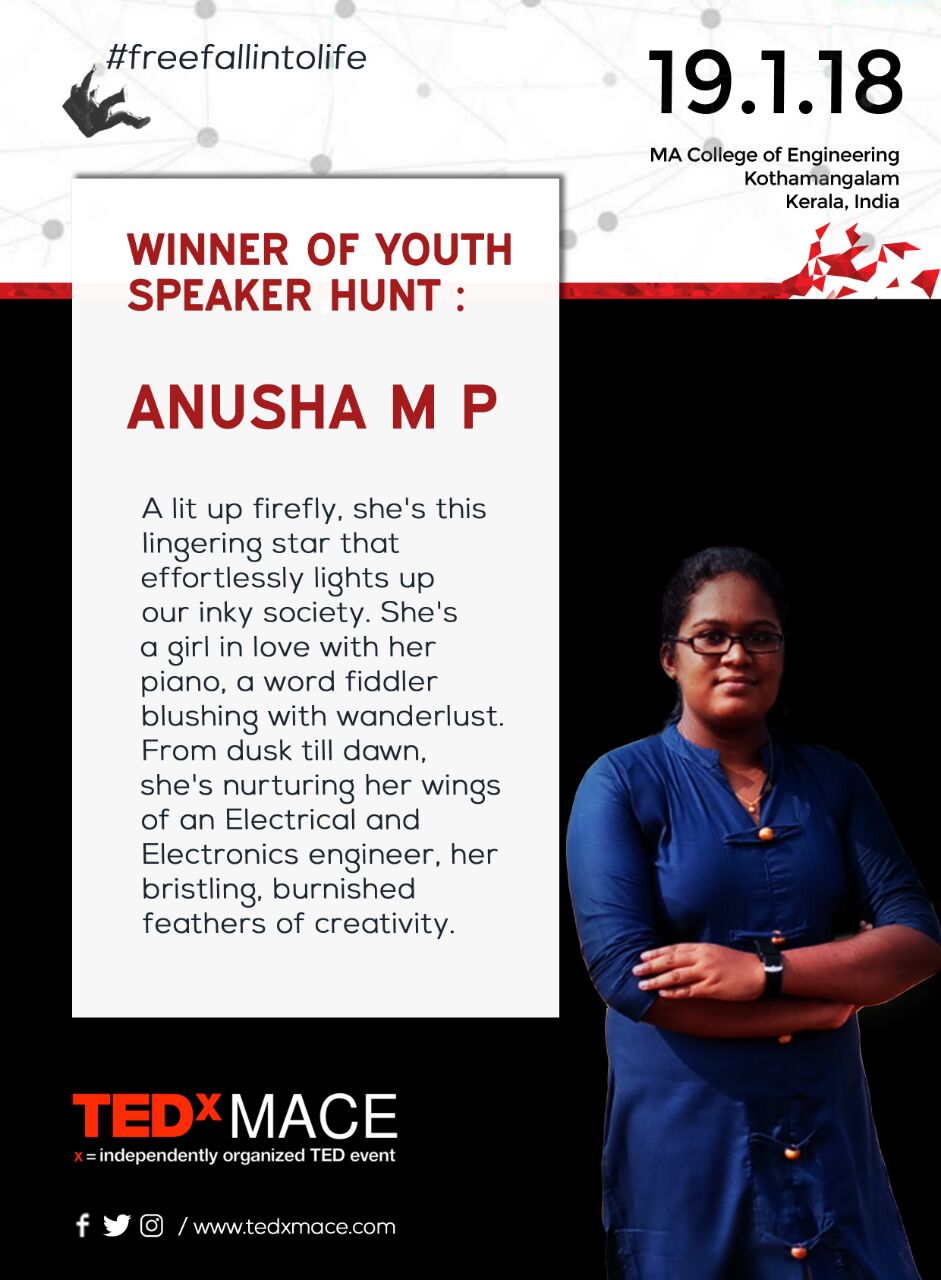 #freefallintolife
19.1.18
MA College of Engineering
Kothamangalam
Kerala, India
WINNER OF YOUTH
SPEAKER HUNT :
ANUSHA M P
A lit up firefly, she's this
lingering star that
effortlessly lights up
our inky society. She's
a girl in love with her
piano, a word fiddler
blushing with wanderlust.
From dusk till dawn,
she's nurturing her wings
of an Electrical and
Electronics engineer, her
bristling, burnished
feathers of creativity.
TEDx MACE
x = independently organized TED event
/ www.tedxmace.com